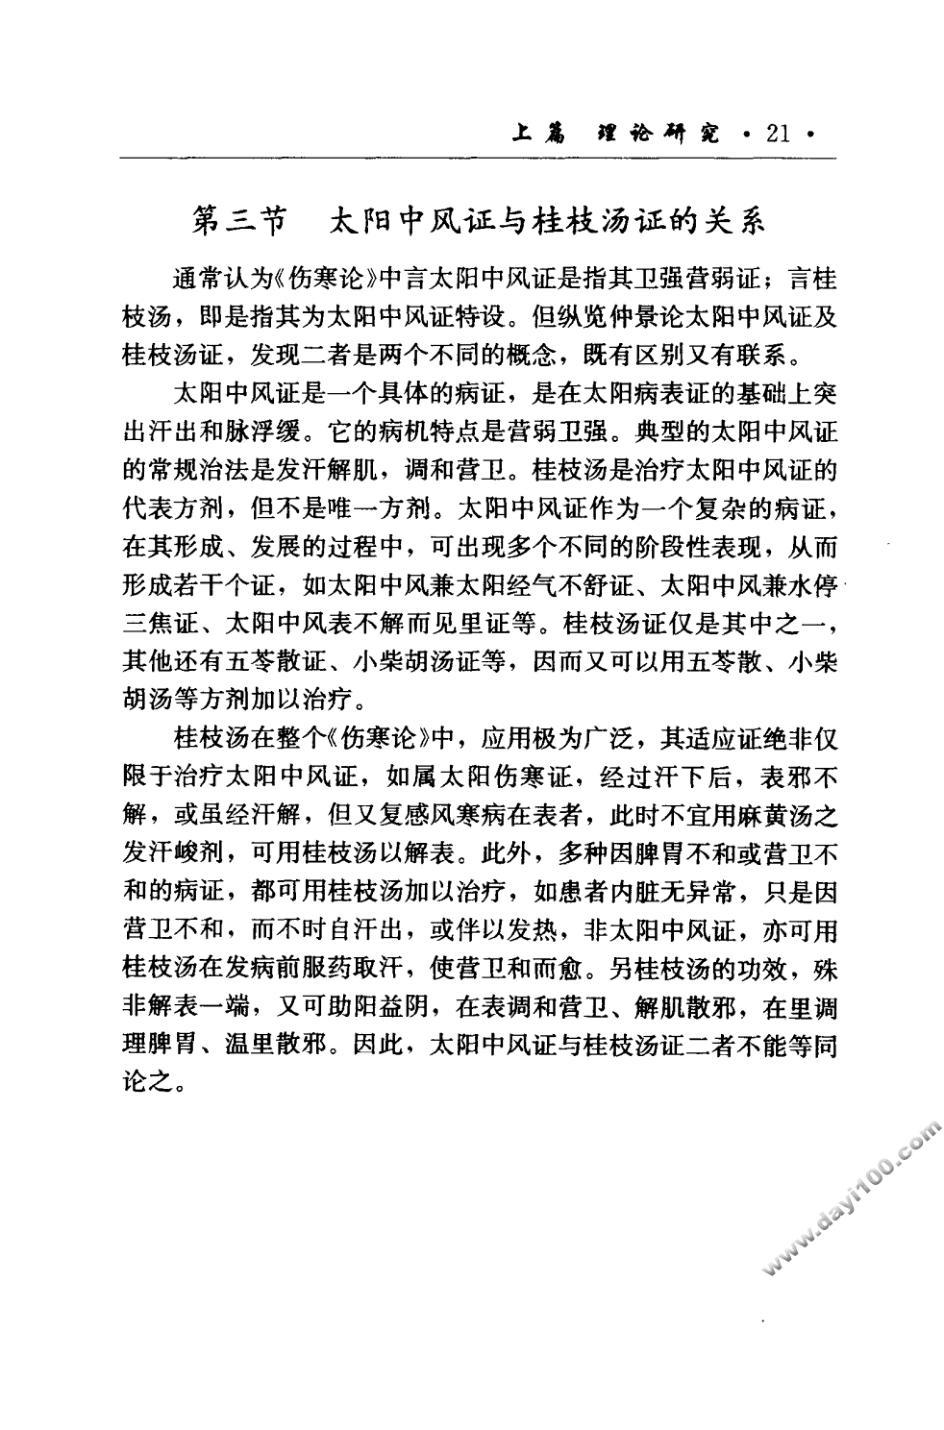 上篇 理论研究 · 21 ·
第三节 太阳中风证与桂枝汤证的关系
通常认为《伤寒论》中言太阳中风证是指其卫强营弱证；言桂
枝汤，即是指其为太阳中风证特设。但纵览仲景论太阳中风证及
桂枝汤证，发现二者是两个不同的概念，既有区别又有联系。
太阳中风证是一个具体的病证，是在太阳病表证的基础上突
出汗出和脉浮缓。它的病机特点是营弱卫强。典型的太阳中风证
的常规治法是发汗解肌，调和营卫。桂枝汤是治疗太阳中风证的
代表方剂，但不是唯一方剂。太阳中风证作为一个复杂的病证，
在其形成、发展的过程中，可出现多个不同的阶段性表现，从而
形成若干个证，如太阳中风兼太阳经气不舒证、太阳中风兼水停
三焦证、太阳中风表不解而见里证等。桂枝汤证仅是其中之一，
其他还有五苓散证、小柴胡汤证等，因而又可以用五苓散、小柴
胡汤等方剂加以治疗。
桂枝汤在整个《伤寒论》中，应用极为广泛，其适应证绝非仅
限于治疗太阳中风证，如属太阳伤寒证，经过汗下后，表邪不
解，或虽经汗解，但又复感风寒病在表者，此时不宜用麻黄汤之
发汗峻剂，可用桂枝汤以解表。此外，多种因脾胃不和或营卫不
和的病证，都可用桂枝汤加以治疗，如患者内脏无异常，只是因
营卫不和，而不时自汗出，或伴以发热，非太阳中风证，亦可用
桂枝汤在发病前服药取汗，使营卫和而愈。另桂枝汤的功效，殊
非解表一端，又可助阳益阴，在表调和营卫、解肌散邪，在里调
理脾胃、温里散邪。因此，太阳中风证与桂枝汤证二者不能等同
论之。
www.dayi100.com